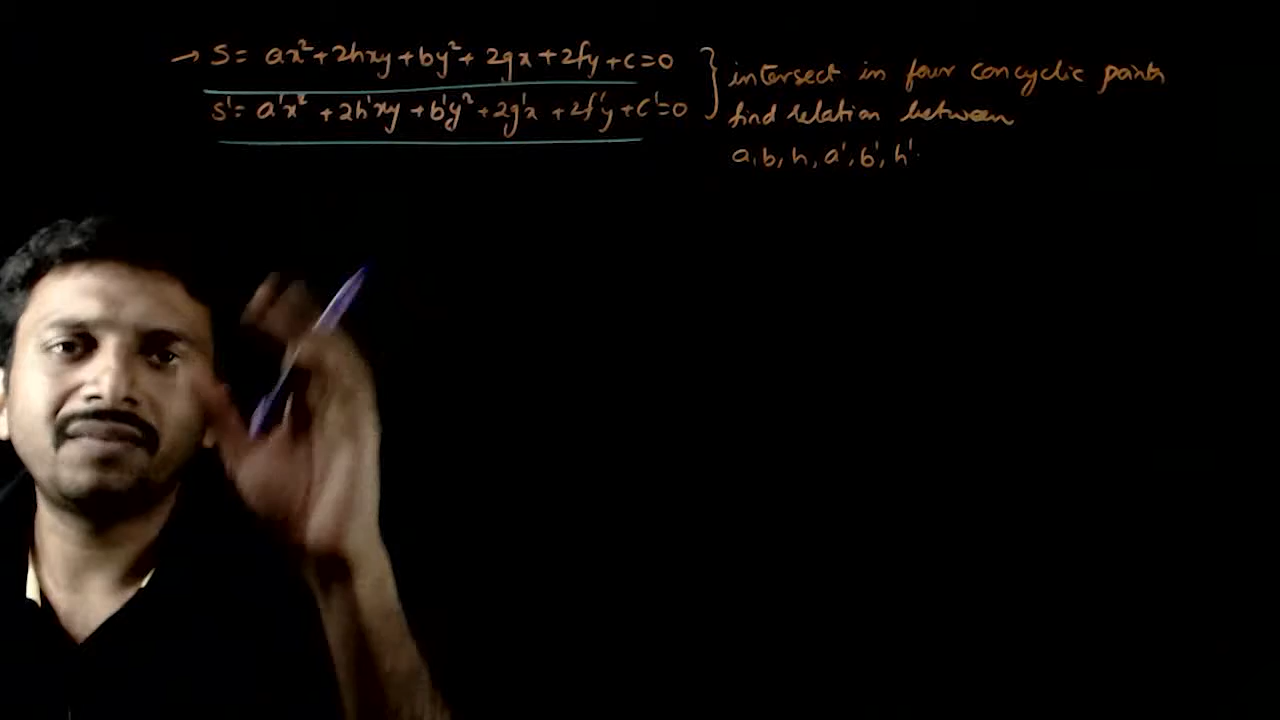 → S = ax² + 2hxy + by² + 2gx + 2fy + c = 0
S' = a'x² + 2h'xy + b'y² + 2g'x + 2f'y + c' = 0
} intersect in four concyclic points
find relation between
a, b, h, a', b', h'.